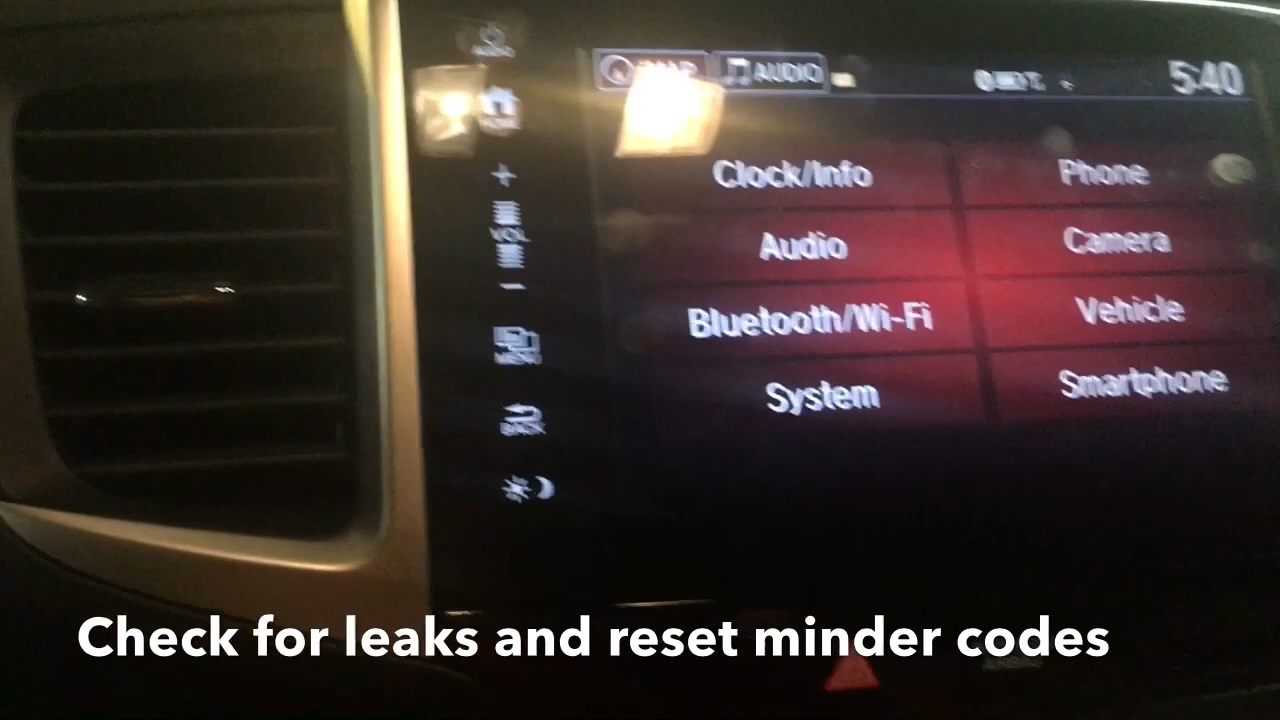 AUDIO
5:40
HOME
Clock/Info
Phone
VOL
Audio
Camera
Bluetooth/Wi-Fi
Vehicle
MENU
System
Smartphone
BACK
Check for leaks and reset minder codes